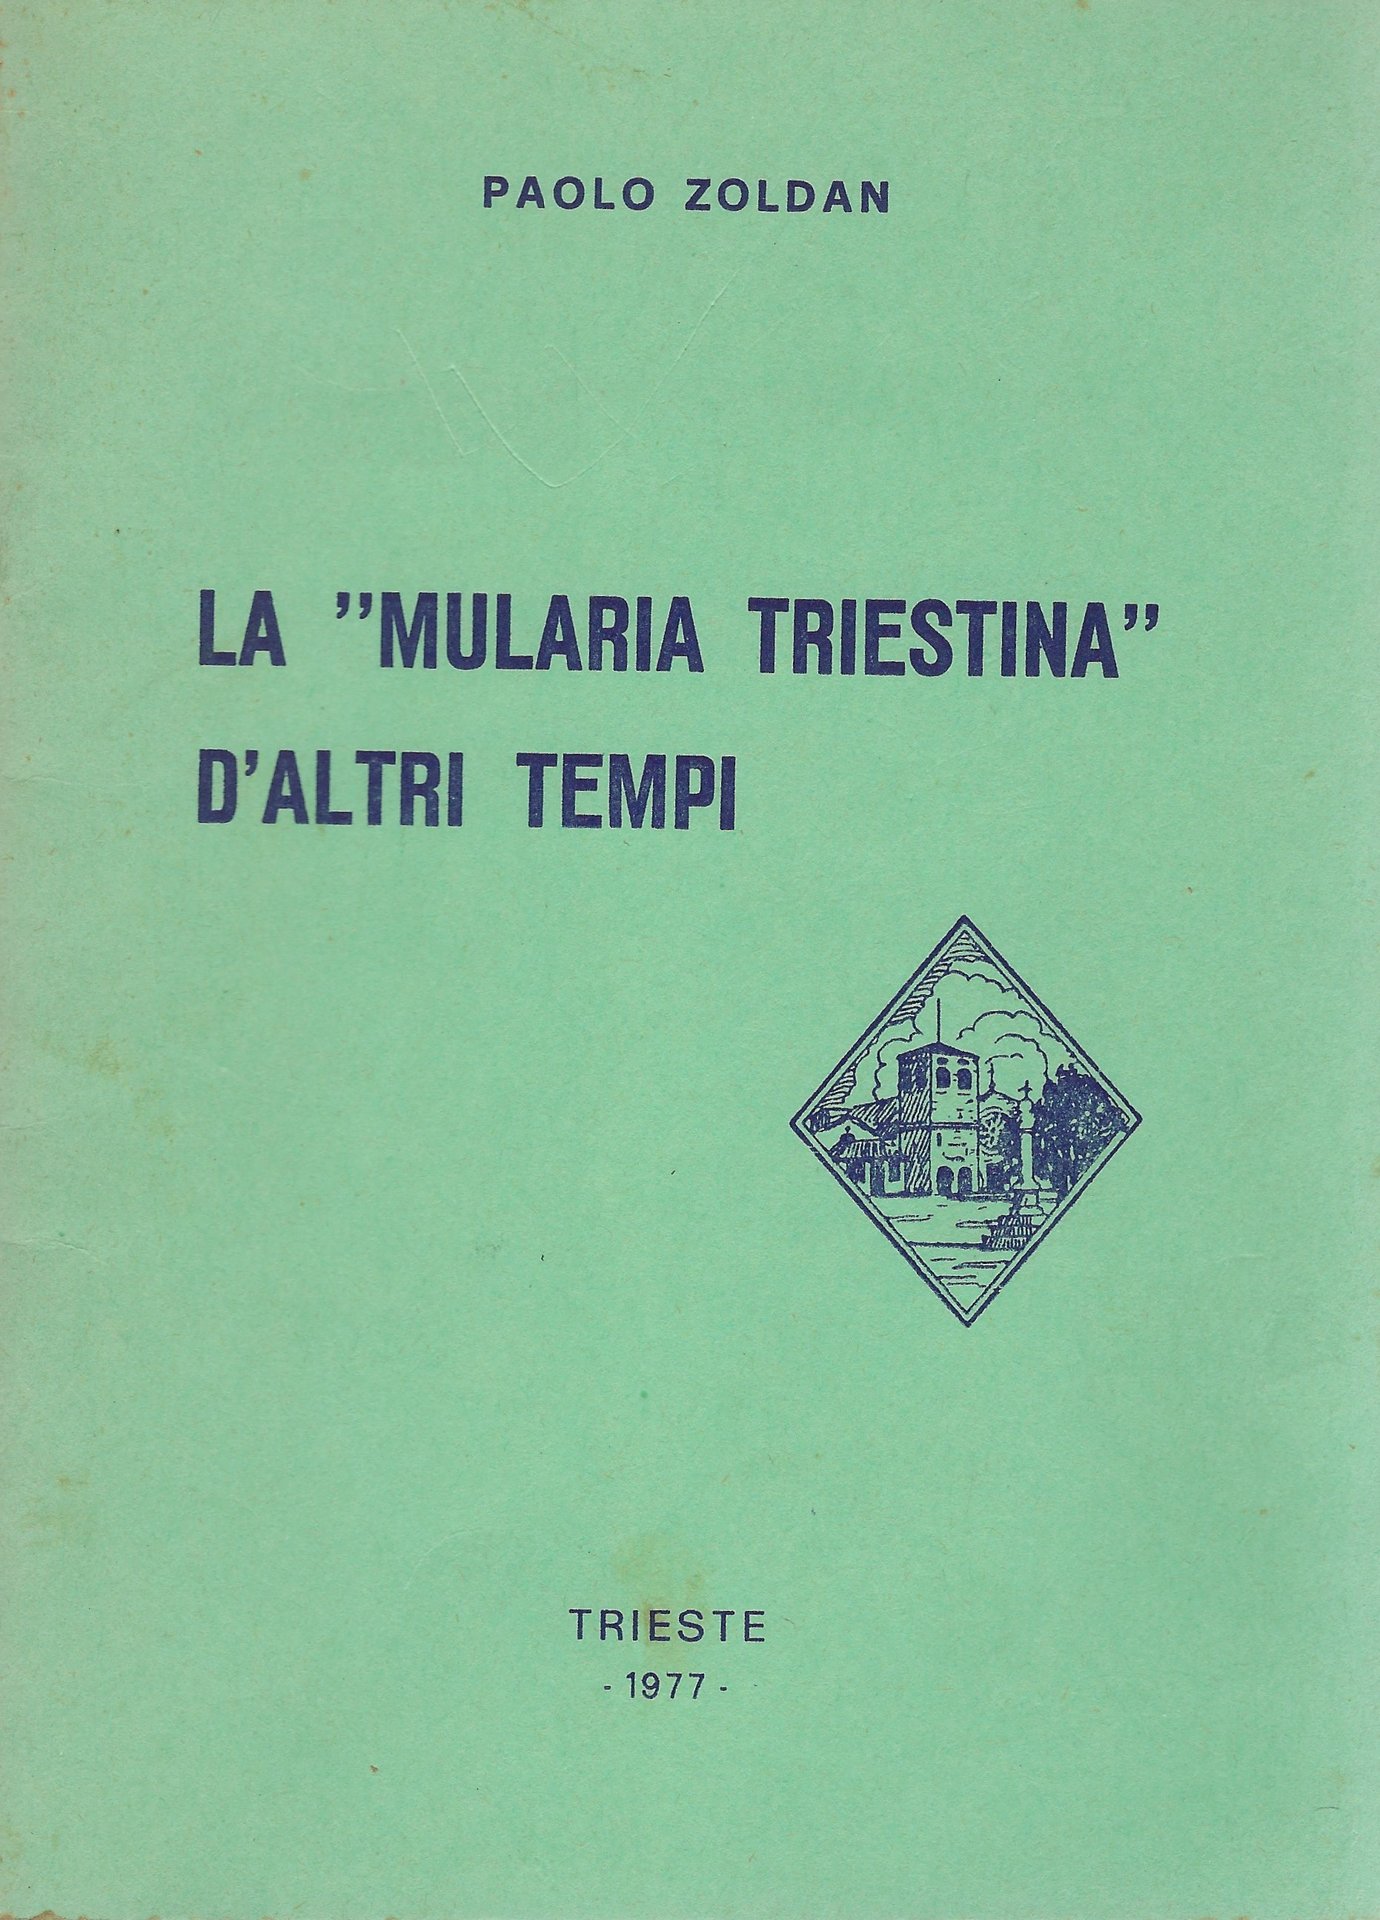 PAOLO ZOLDAN
LA "MULARIA TRIESTINA"
D'ALTRI TEMPI
TRIESTE
- 1977 -